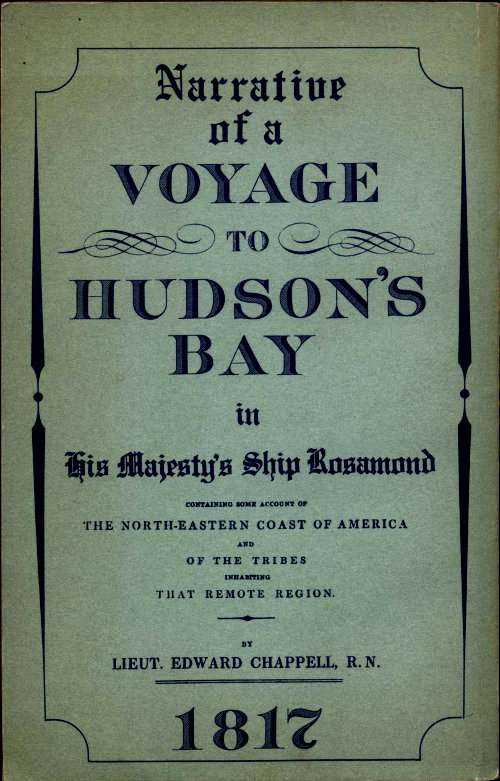 Narrative
of a
VOYAGE
TO
HUDSON'S
BAY
in
His Majesty's Ship Rosamond
CONTAINING SOME ACCOUNT OF
THE NORTH-EASTERN COAST OF AMERICA
AND
OF THE TRIBES
INHABITING
THAT REMOTE REGION.
BY
LIEUT. EDWARD CHAPPELL, R.N.
1817